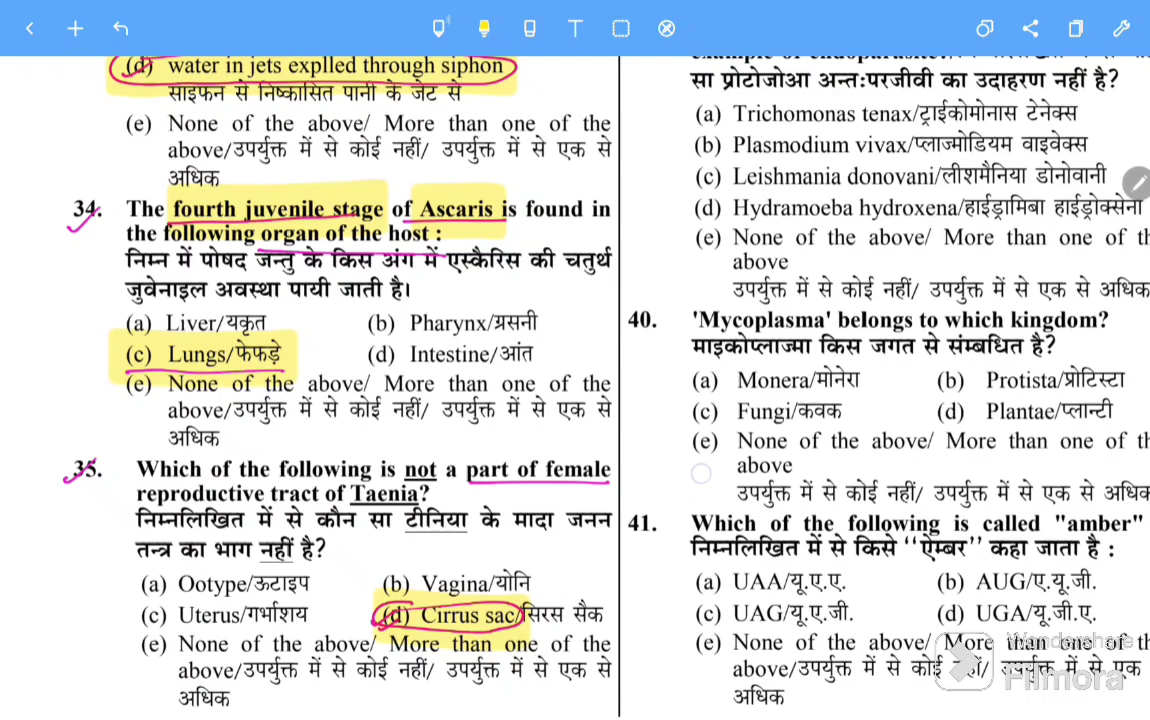 (d) water in jets explled through siphon
साइफन से निष्कासित पानी के जेट से
(e) None of the above/ More than one of the
above/उपर्युक्त में से कोई नहीं/ उपर्युक्त में से एक से
अधिक
34. The fourth juvenile stage of Ascaris is found in
the following organ of the host :
निम्न में पोषद जन्तु के किस अंग में एस्कैरिस की चतुर्थ
जुवेनाइल अवस्था पायी जाती है।
(a) Liver/यकृत (b) Pharynx/ग्रसनी
(c) Lungs/फेफड़े (d) Intestine/आंत
(e) None of the above/ More than one of the
above/उपर्युक्त में से कोई नहीं/ उपर्युक्त में से एक से
अधिक
35. Which of the following is not a part of female
reproductive tract of Taenia?
निम्नलिखित में से कौन सा टीनिया के मादा जनन
तन्त्र का भाग नहीं है?
(a) Ootype/ऊटाइप (b) Vagina/योनि
(c) Uterus/गर्भाशय (d) Cirrus sac/सिरस सैक
(e) None of the above/ More than one of the
above/उपर्युक्त में से कोई नहीं/ उपर्युक्त में से एक से
अधिक
सा प्रोटोजोआ अन्तःपरजीवी का उदाहरण नहीं है?
(a) Trichomonas tenax/ट्राईकोमोनास टेनेक्स
(b) Plasmodium vivax/प्लाज्मोडियम वाइवेक्स
(c) Leishmania donovani/लीशमैनिया डोनोवानी
(d) Hydramoeba hydroxena/हाईड्रामिबा हाईड्रोक्सेना
(e) None of the above/ More than one of th
above
उपर्युक्त में से कोई नहीं/ उपर्युक्त में से एक से अधिक
40. 'Mycoplasma' belongs to which kingdom?
माइकोप्लाज्मा किस जगत से संम्बधित है?
(a) Monera/मोनेरा (b) Protista/प्रोटिस्टा
(c) Fungi/कवक (d) Plantae/प्लान्टी
(e) None of the above/ More than one of th
above
उपर्युक्त में से कोई नहीं/ उपर्युक्त में से एक से अधिक
41. Which of the following is called "amber"
निम्नलिखित में से किसे ‘‘ऐम्बर’’ कहा जाता है :
(a) UAA/यू.ए.ए. (b) AUG/ए.यू.जी.
(c) UAG/यू.ए.जी. (d) UGA/यू.जी.ए.
(e) None of the above/ More than one of th
above/उपर्युक्त में से कोई नहीं/ उपर्युक्त में से एक
अधिक
Wondershare
Filmora